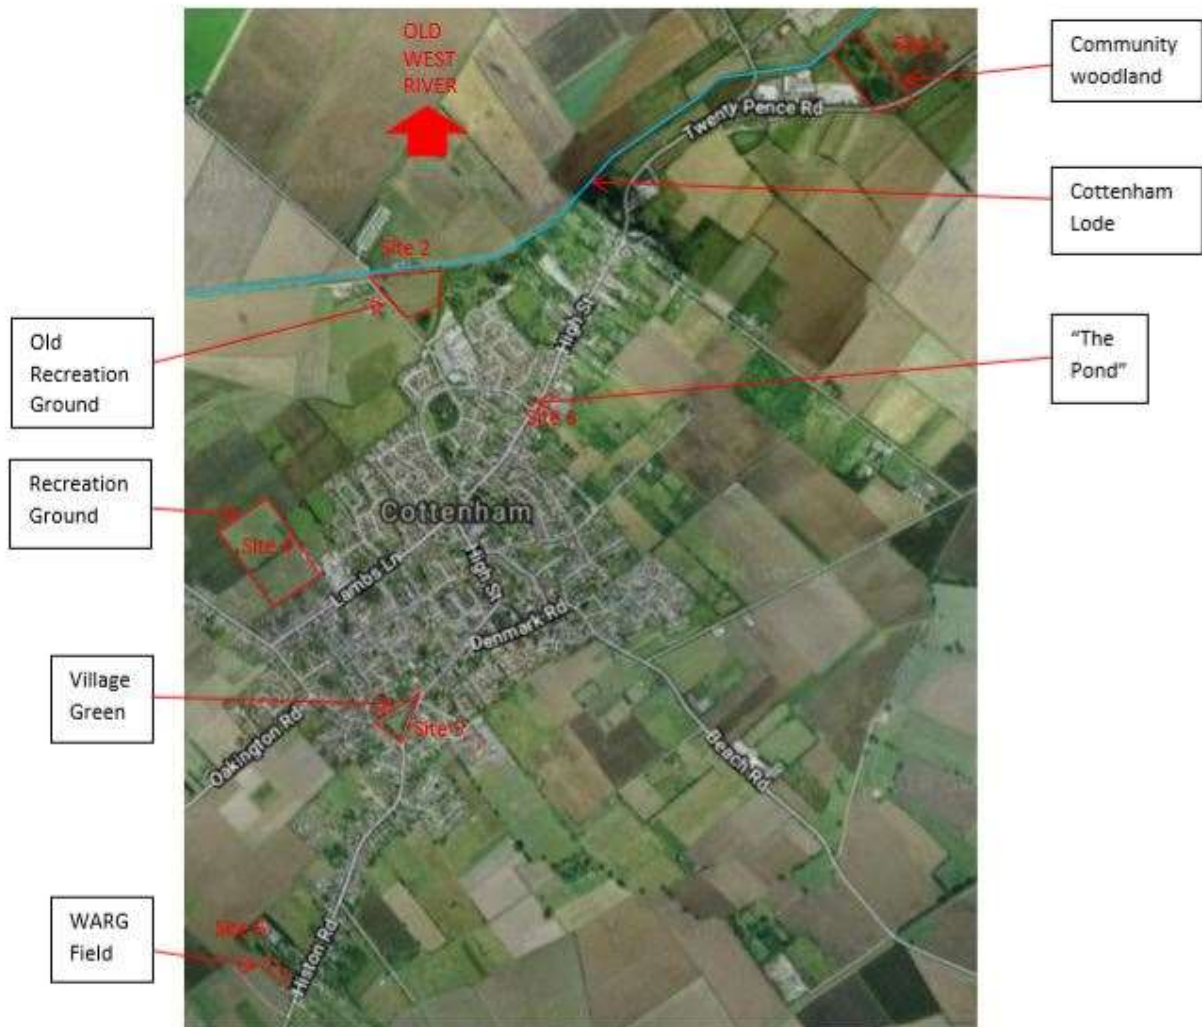 OLD
WEST
RIVER
Community
woodland
Twenty Pence Rd
Cottenham
Lode
Site 2
High St
Old
Recreation
Ground
"The
Pond"
Site 6
Recreation
Ground
Cottenham
Site
Lambs Ln
High St
Denmark Rd
Village
Green
Site
Oakington Rd
Beach Rd
WARG
Field
Site
Histon Rd